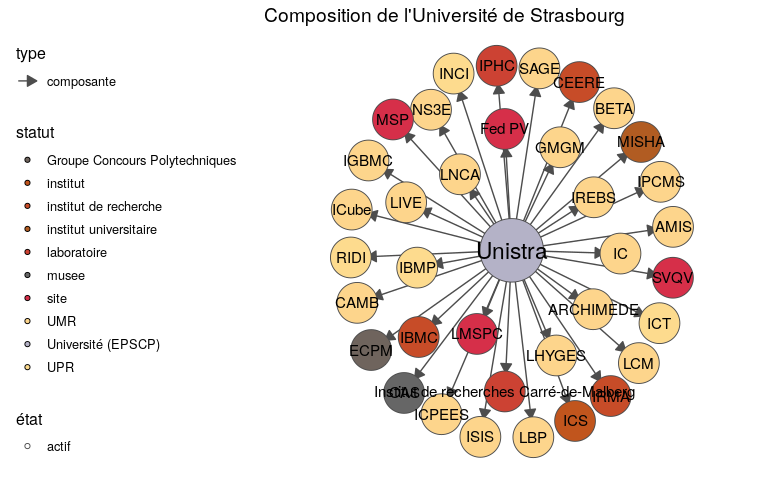 Composition de l'Université de Strasbourg
type
composante
statut
Groupe Concours Polytechniques
institut
institut de recherche
institut universitaire
laboratoire
musee
site
UMR
Université (EPSCP)
UPR
état
actif
INCI
IPHC
SAGE
CEERE
MSP
NS3E
Fed PV
BETA
GMGM
MISHA
IGBMC
LNCA
IPCMS
ICube
LIVE
IREBS
AMIS
Unistra
RIDI
IBMP
IC
SVQV
CAMB
ARCHIMEDE
ICT
ECPM
IBMC
LMSPC
LHYGES
LCM
OAS
Institut de recherches Carré-de-Malberg
IRMA
ICPEES
ICS
ISIS
LBP